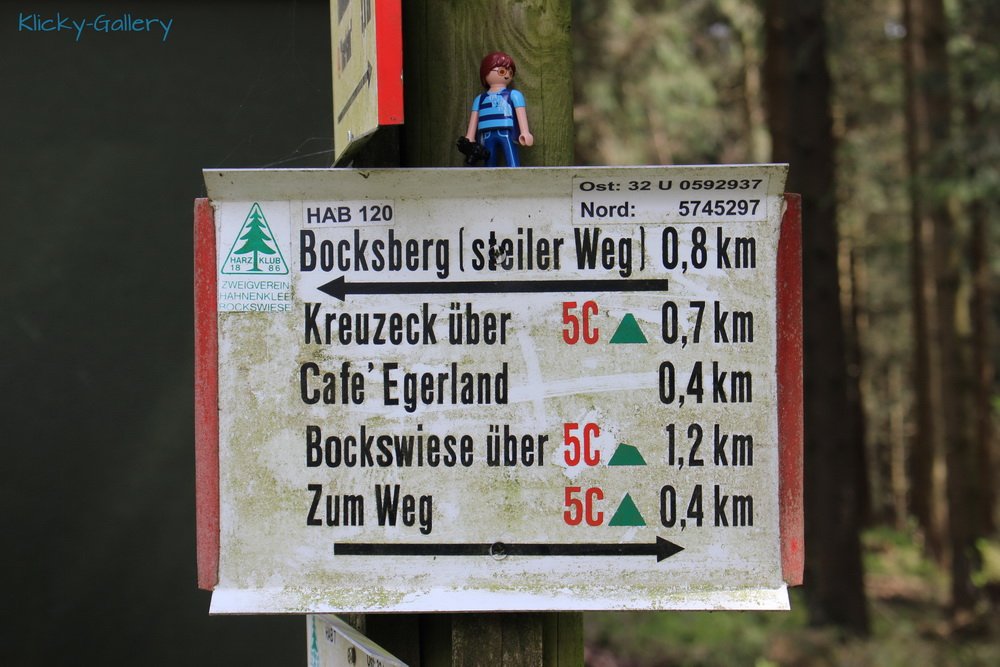 Klicky-Gallery
Ost: 32 U 0592937
Nord: 5745297
HAB 120
HARZ KLUB
18 86
ZWEIGVEREIN
HAHNENKLEE
BOCKSWIESE
Bocksberg (steiler Weg) 0,8 km
Kreuzeck über 5C 0,7 km
Cafe' Egerland 0,4 km
Bockswiese über 5C 1,2 km
Zum Weg 5C 0,4 km
HAB 7